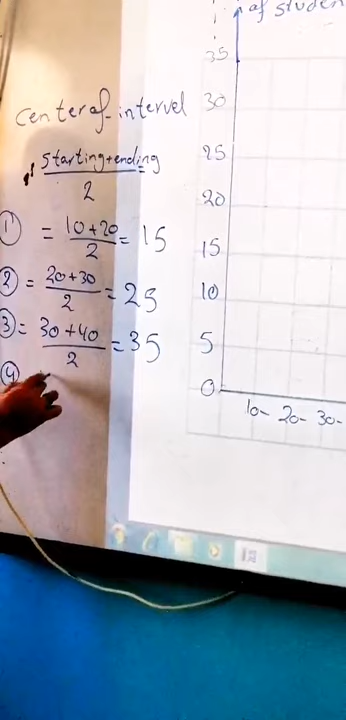 of studen
center of intervel
starting+ending
2
① = 10+20
2
= 15
② = 20+30
2
= 25
③ = 30+40
2
= 35
④
35
30
25
20
15
10
5
0
10- 20- 30-